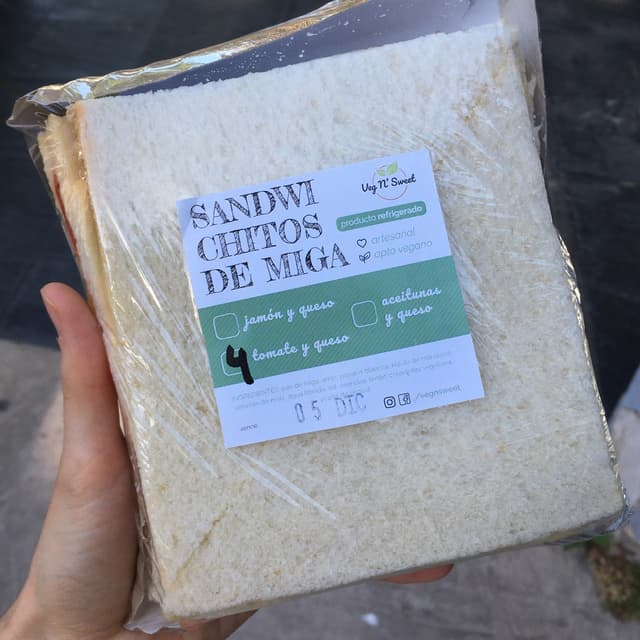 SANDWI
CHITOS
DE MIGA
Veg N' Sweet
producto refrigerado
artesanal
apto vegano
jamón y queso
aceitunas
y queso
4
tomate y queso
INGREDIENTES:
vence:
05 DIC
/vegnsweet